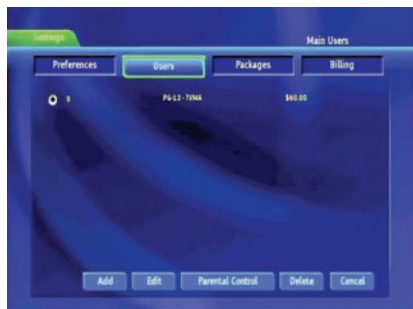 Settings
Main Users
Preferences Users Packages Billing
PG-13 - TVMA $60.00
Add Edit Parental Control Delete Cancel